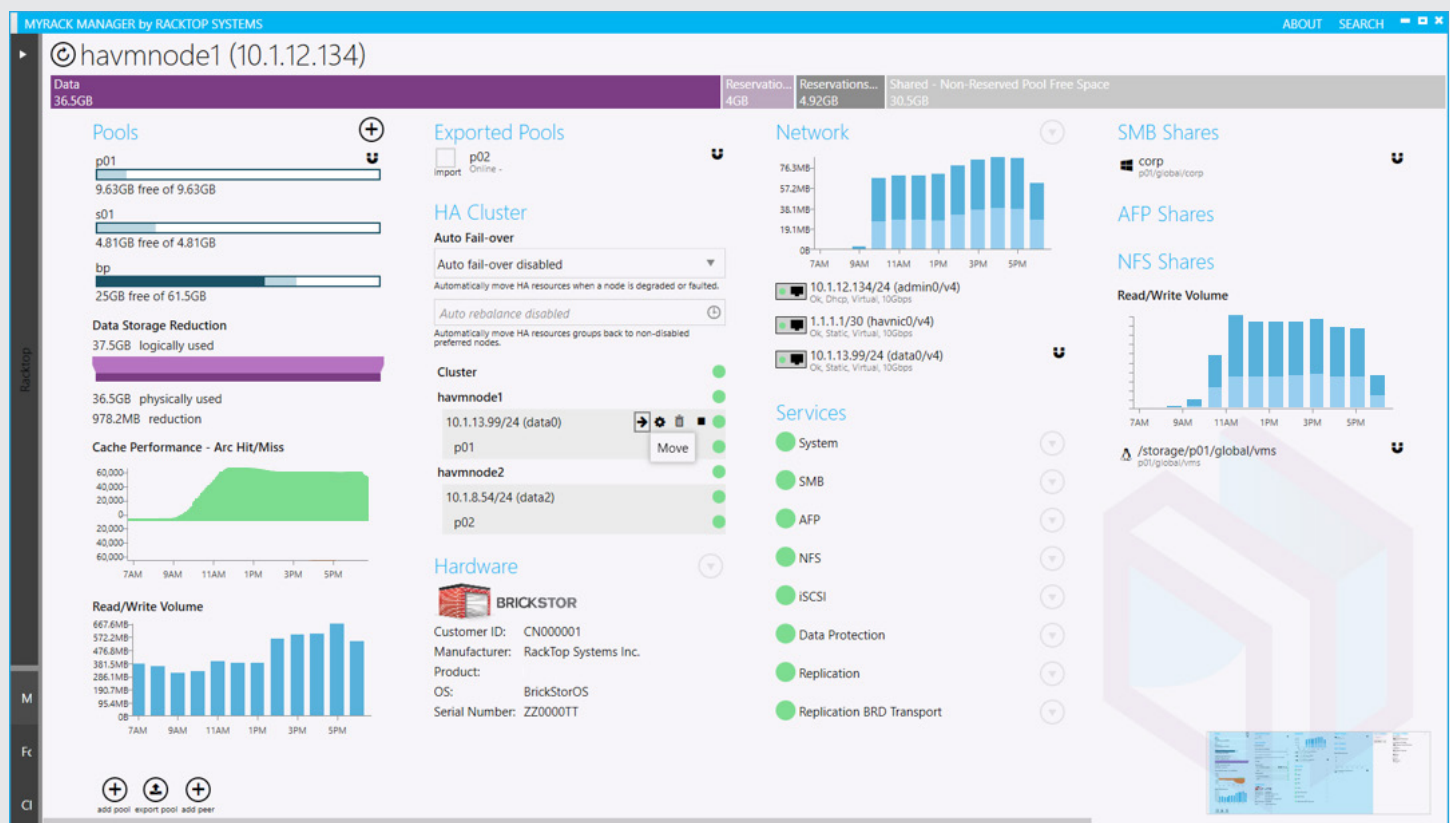 MYRACK MANAGER by RACKTOP SYSTEMS
ABOUT SEARCH
havmnode1 (10.1.12.134)
Data
36.5GB
Reservatio...
4GB
Reservations...
4.92GB
Shared - Non-Reserved Pool Free Space
30.5GB
Racktop
M
Cl
Pools
p01
9.63GB free of 9.63GB
s01
4.81GB free of 4.81GB
bp
25GB free of 61.5GB
Data Storage Reduction
37.5GB logically used
36.5GB physically used
978.2MB reduction
Cache Performance - Arc Hit/Miss
60,000
40,000
20,000
0
20,000
40,000
60,000
7AM 9AM 11AM 1PM 3PM 5PM
Read/Write Volume
667.6MB
572.2MB
476.8MB
381.5MB
286.1MB
190.7MB
95.4MB
0B
7AM 9AM 11AM 1PM 3PM 5PM
add pool export pool add peer
Exported Pools
p02
Online -
import
HA Cluster
Auto Fail-over
Auto fail-over disabled
Automatically move HA resources when a node is degraded or faulted.
Auto rebalance disabled
Automatically move HA resources groups back to non-disabled
preferred nodes.
Cluster
havmnode1
10.1.13.99/24 (data0)
p01
Move
havmnode2
10.1.8.54/24 (data2)
p02
Hardware
BRICKSTOR
Customer ID: CN000001
Manufacturer: RackTop Systems Inc.
Product:
OS: BrickStorOS
Serial Number: ZZ0000TT
Network
76.3MB
57.2MB
38.1MB
19.1MB
0B
7AM 9AM 11AM 1PM 3PM 5PM
10.1.12.134/24 (admin0/v4)
Ok, Dhcp, Virtual, 10Gbps
1.1.1.1/30 (havnic0/v4)
Ok, Static, Virtual, 10Gbps
10.1.13.99/24 (data0/v4)
Ok, Static, Virtual, 10Gbps
Services
System
SMB
AFP
NFS
iSCSI
Data Protection
Replication
Replication BRD Transport
SMB Shares
corp
p01/global/corp
AFP Shares
NFS Shares
Read/Write Volume
7AM 9AM 11AM 1PM 3PM 5PM
/storage/p01/global/vms
p01/global/vms